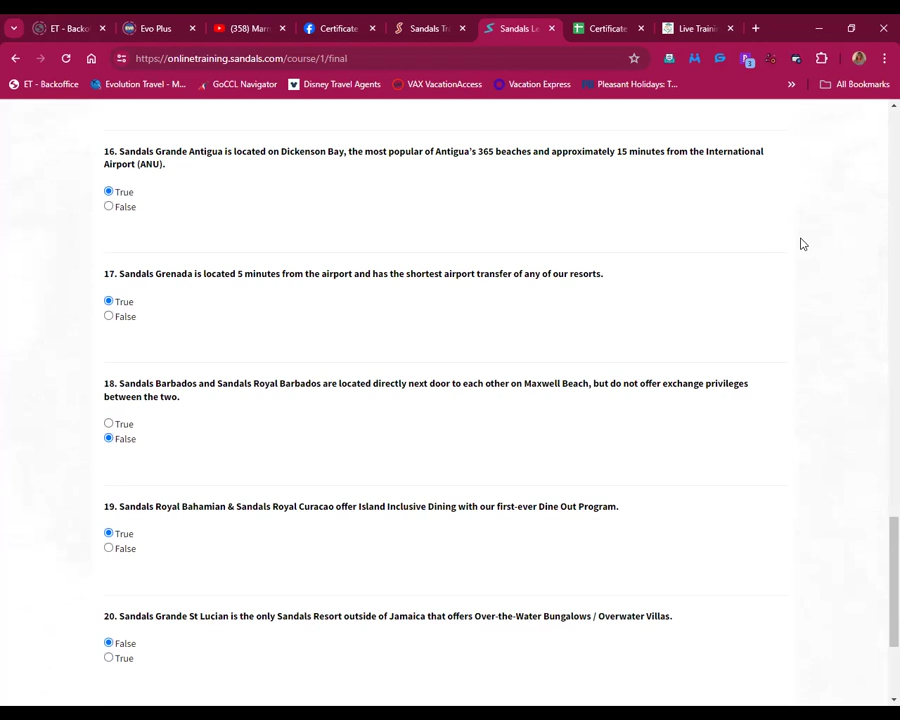 ET - Backo
Evo Plus
(358) Mar
Certificate
Sandals Tr
Sandals Le
Certificate
Live Traini
https://onlinetraining.sandals.com/course/1/final
3
ET - Backoffice
Evolution Travel - M...
GoCCL Navigator
Disney Travel Agents
VAX VacationAccess
Vacation Express
Pleasant Holidays: T...
All Bookmarks
16. Sandals Grande Antigua is located on Dickenson Bay, the most popular of Antigua's 365 beaches and approximately 15 minutes from the International
Airport (ANU).
True
False
17. Sandals Grenada is located 5 minutes from the airport and has the shortest airport transfer of any of our resorts.
True
False
18. Sandals Barbados and Sandals Royal Barbados are located directly next door to each other on Maxwell Beach, but do not offer exchange privileges
between the two.
True
False
19. Sandals Royal Bahamian & Sandals Royal Curacao offer Island Inclusive Dining with our first-ever Dine Out Program.
True
False
20. Sandals Grande St Lucian is the only Sandals Resort outside of Jamaica that offers Over-the-Water Bungalows / Overwater Villas.
False
True